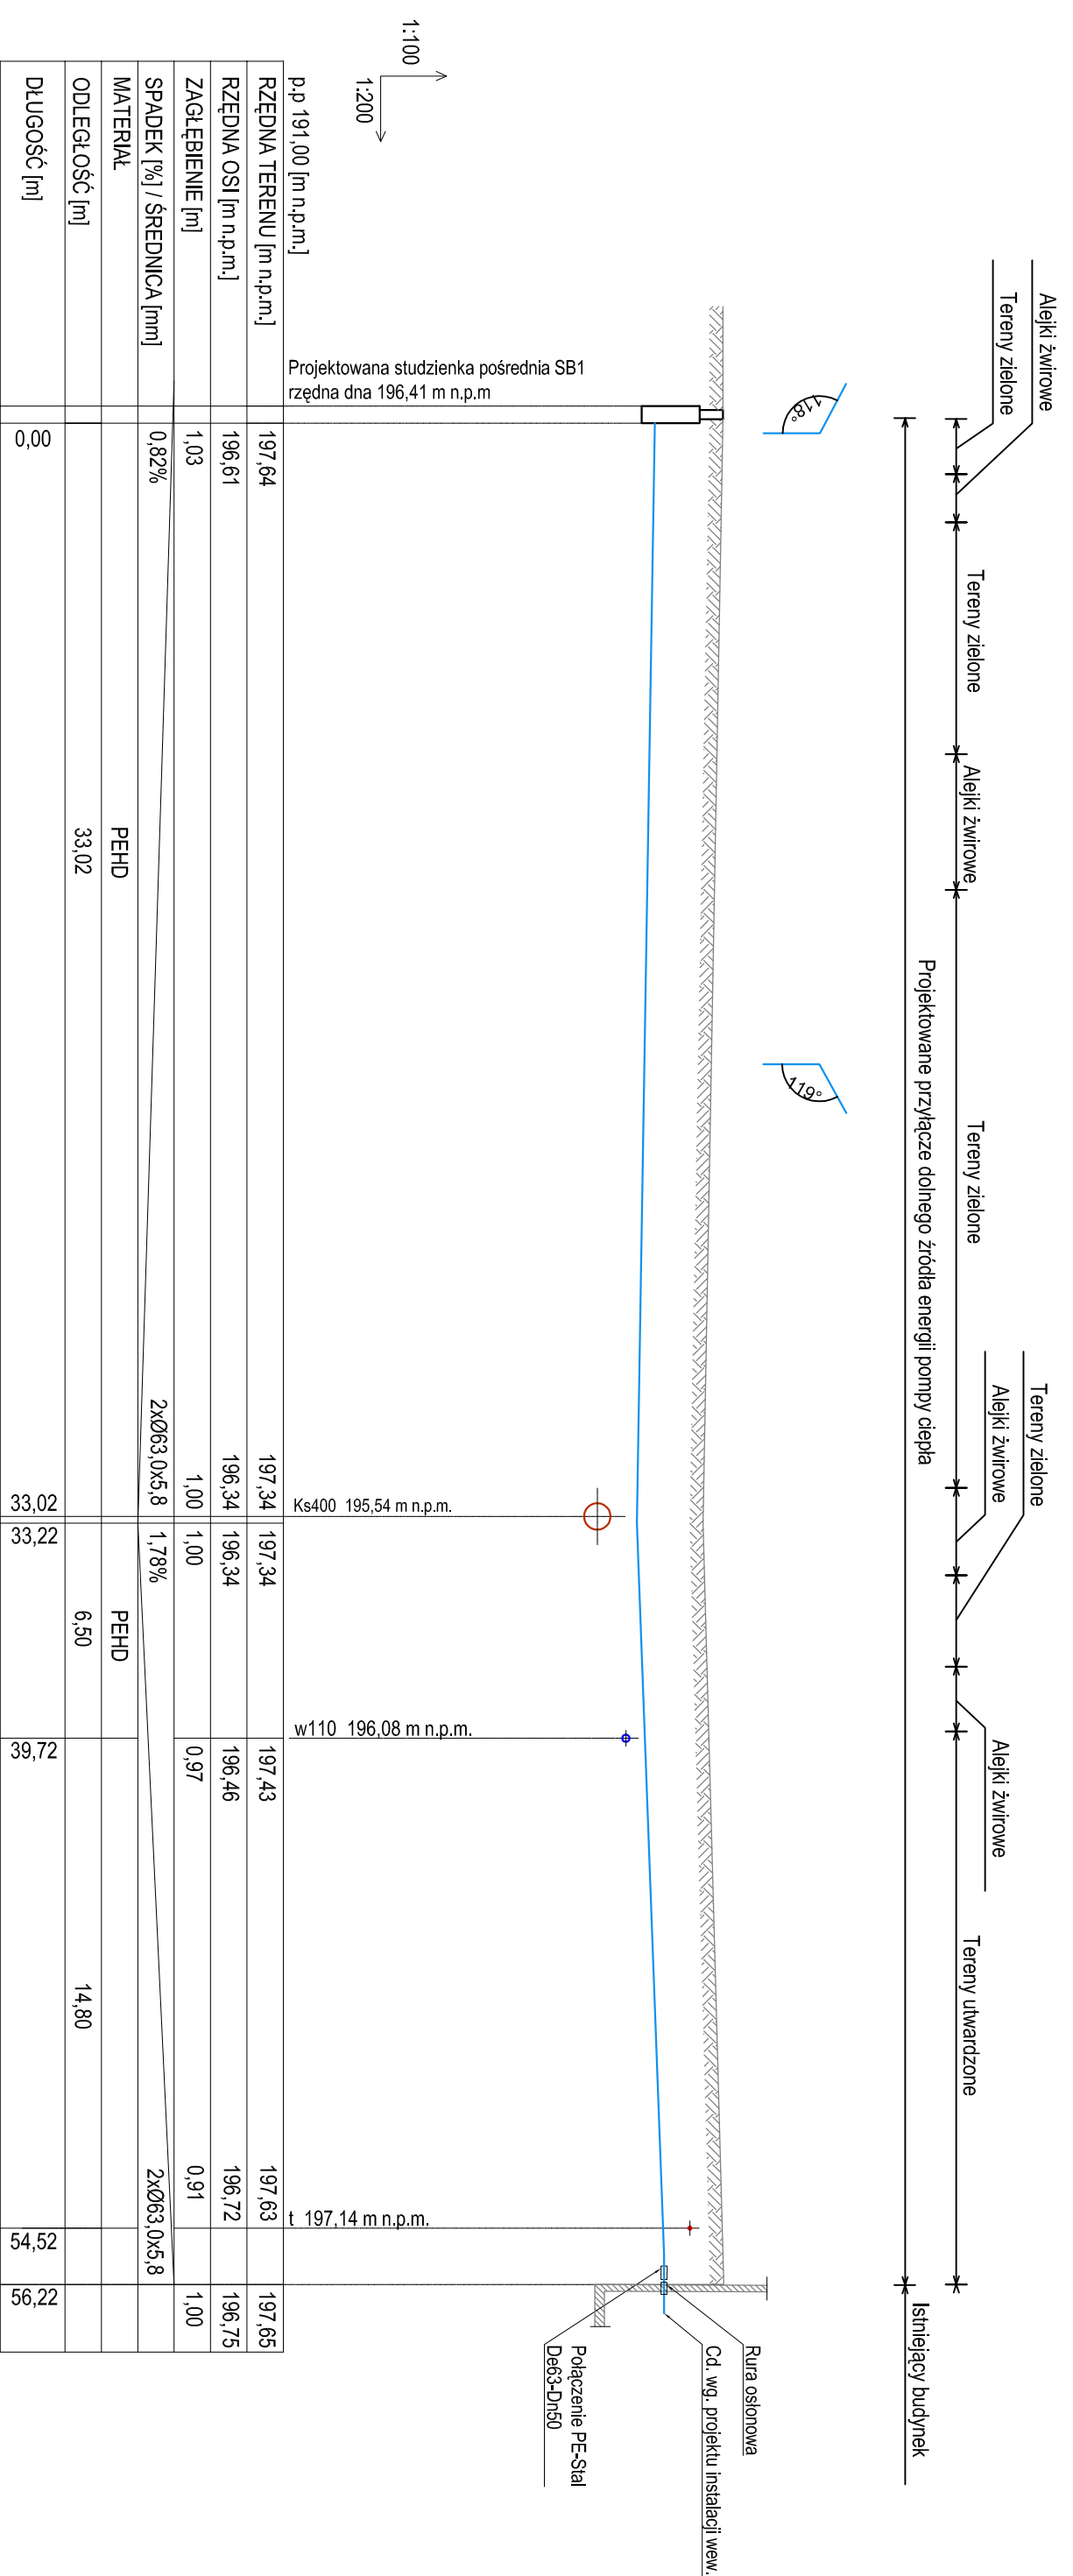 Alejki żwirowe
Tereny zielone
Tereny zielone
Alejki żwirowe
Tereny zielone
Tereny zielone
Alejki żwirowe
Alejki żwirowe
Tereny utwardzone
Projektowane przyłącze dolnego źródła energii pompy ciepła
Istniejący budynek
118°
119°
Rura osłonowa
Cd. wg. projektu instalacji wew.
Połączenie PE-Stal
De63-Dn50
1:100
1:200
Projektowana studzienka pośrednia SB1
rzędna dna 196,41 m n.p.m
Ks400 195,54 m n.p.m.
w110 196,08 m n.p.m.
t 197,14 m n.p.m.
p.p 191,00 [m n.p.m.]
RZĘDNA TERENU [m n.p.m.] 197,64 197,34 197,34 197,43 197,63 197,65
RZĘDNA OSI [m n.p.m.] 196,61 196,34 196,34 196,46 196,72 196,75
ZAGŁĘBIENIE [m] 1,03 1,00 1,00 0,97 0,91 1,00
SPADEK [%] / ŚREDNICA [mm] 0,82% 2xØ63,0x5,8 1,78% 2xØ63,0x5,8
MATERIAŁ PEHD PEHD
ODLEGŁOŚĆ [m] 33,02 6,50 14,80
DŁUGOŚĆ [m] 0,00 33,02 33,22 39,72 54,52 56,22